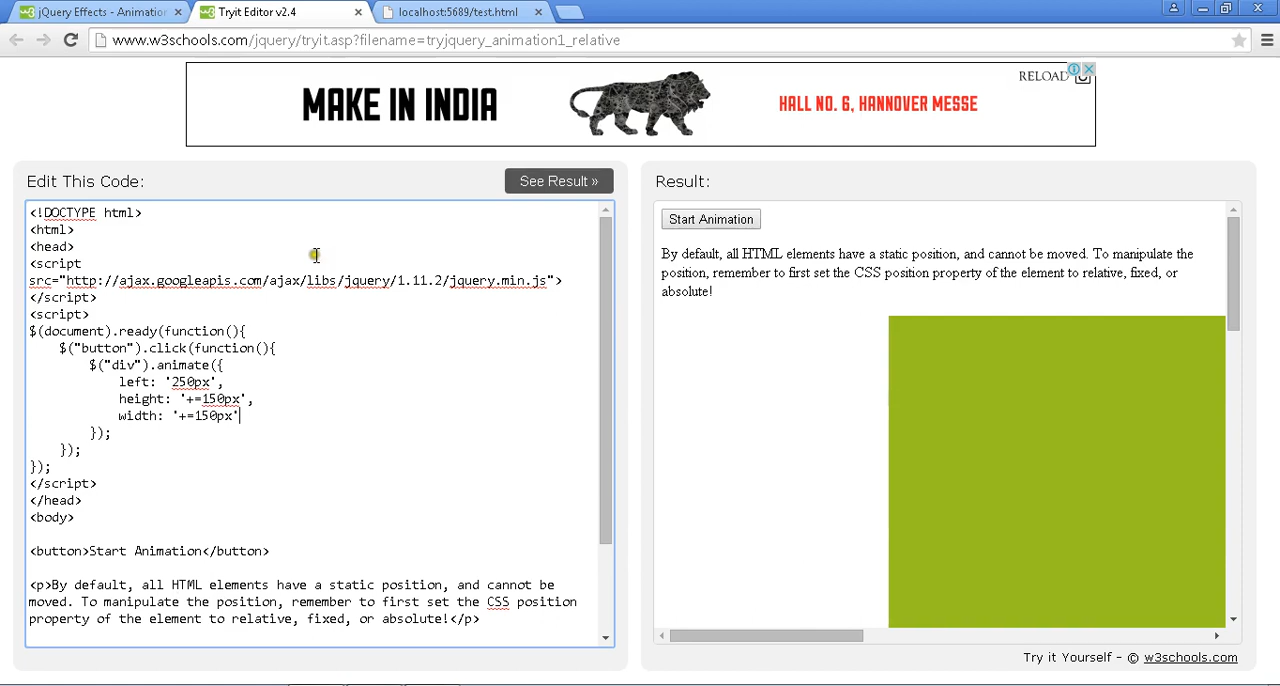 jQuery Effects - Animation
Tryit Editor v2.4
localhost:5689/test.html
www.w3schools.com/jquery/tryit.asp?filename=tryjquery_animation1_relative
MAKE IN INDIA
HALL NO. 6, HANNOVER MESSE
RELOAD
Edit This Code:
See Result »
<!DOCTYPE html>
<html>
<head>
<script
src="http://ajax.googleapis.com/ajax/libs/jquery/1.11.2/jquery.min.js">
</script>
<script>
$(document).ready(function(){
    $("button").click(function(){
        $("div").animate({
            left: '250px',
            height: '+=150px',
            width: '+=150px'
        });
    });
});
</script>
</head>
<body>
<button>Start Animation</button>
<p>By default, all HTML elements have a static position, and cannot be
moved. To manipulate the position, remember to first set the CSS position
property of the element to relative, fixed, or absolute!</p>
Result:
Start Animation
By default, all HTML elements have a static position, and cannot be moved. To manipulate the
position, remember to first set the CSS position property of the element to relative, fixed, or
absolute!
Try it Yourself - © w3schools.com